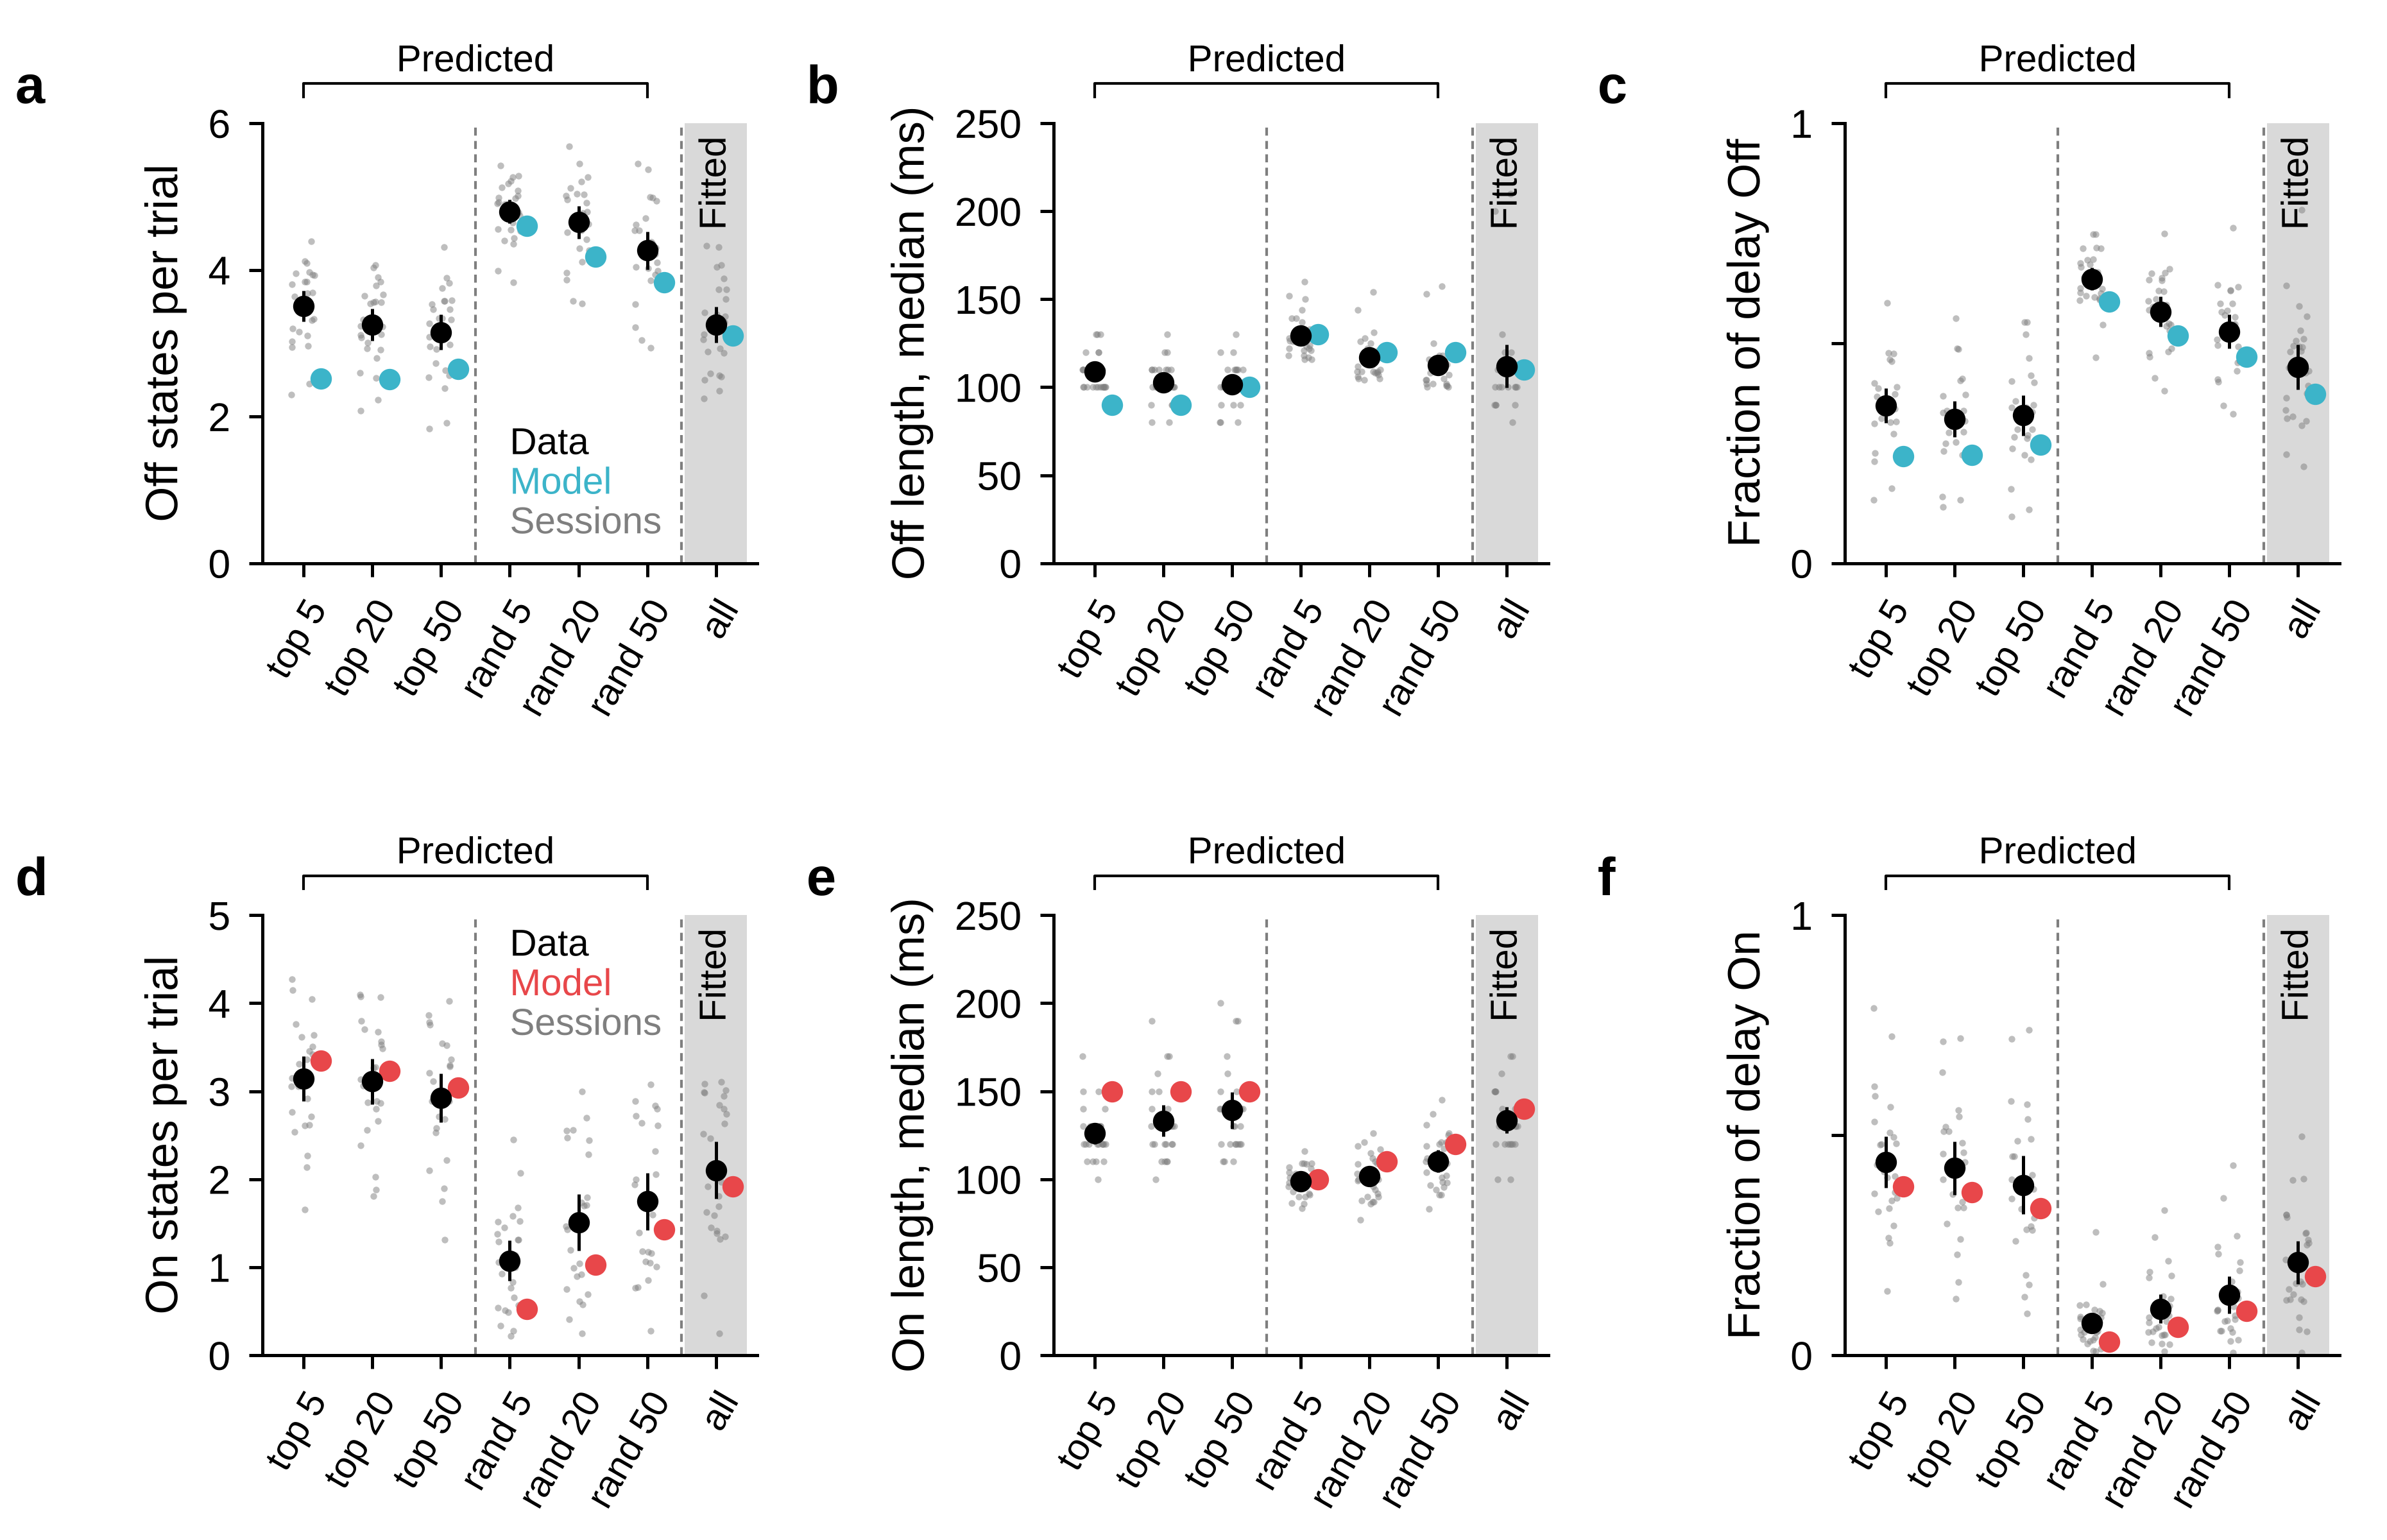 a
Predicted
Off states per trial
6
4
2
0
Fitted
Data
Model
Sessions
top 5
top 20
top 50
rand 5
rand 20
rand 50
all
b
Predicted
Off length, median (ms)
250
200
150
100
50
0
Fitted
top 5
top 20
top 50
rand 5
rand 20
rand 50
all
c
Predicted
Fraction of delay Off
1
0
Fitted
top 5
top 20
top 50
rand 5
rand 20
rand 50
all
d
Predicted
On states per trial
5
4
3
2
1
0
Data
Model
Sessions
Fitted
top 5
top 20
top 50
rand 5
rand 20
rand 50
all
e
Predicted
On length, median (ms)
250
200
150
100
50
0
Fitted
top 5
top 20
top 50
rand 5
rand 20
rand 50
all
f
Predicted
Fraction of delay On
1
0
Fitted
top 5
top 20
top 50
rand 5
rand 20
rand 50
all